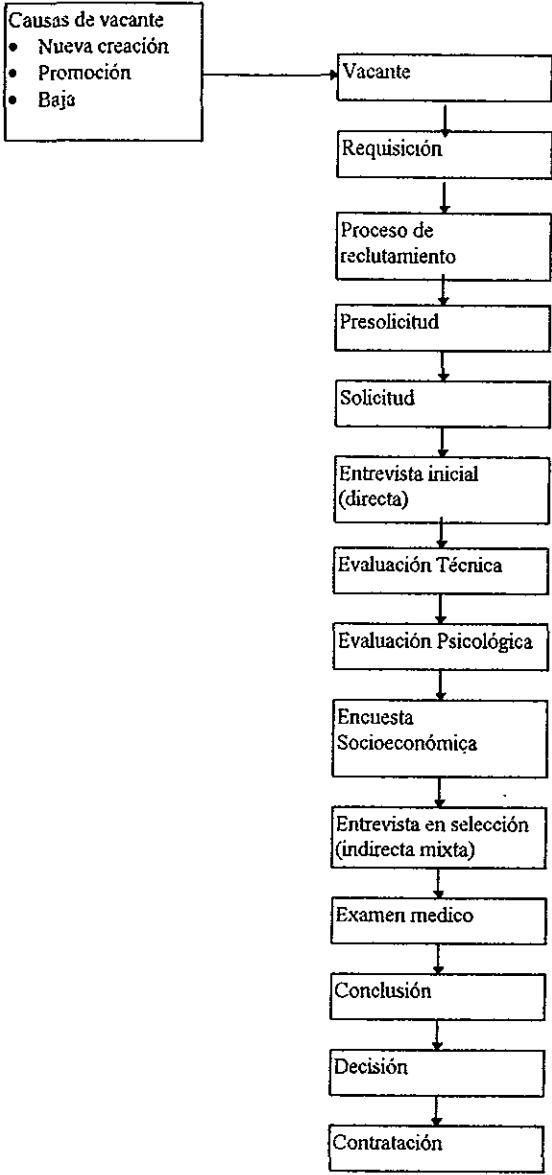 Causas de vacante
• Nueva creación
• Promoción
• Baja
Vacante
Requisición
Proceso de
reclutamiento
Presolicitud
Solicitud
Entrevista inicial
(directa)
Evaluación Técnica
Evaluación Psicológica
Encuesta
Socioeconómica
Entrevista en selección
(indirecta mixta)
Examen medico
Conclusión
Decisión
Contratación